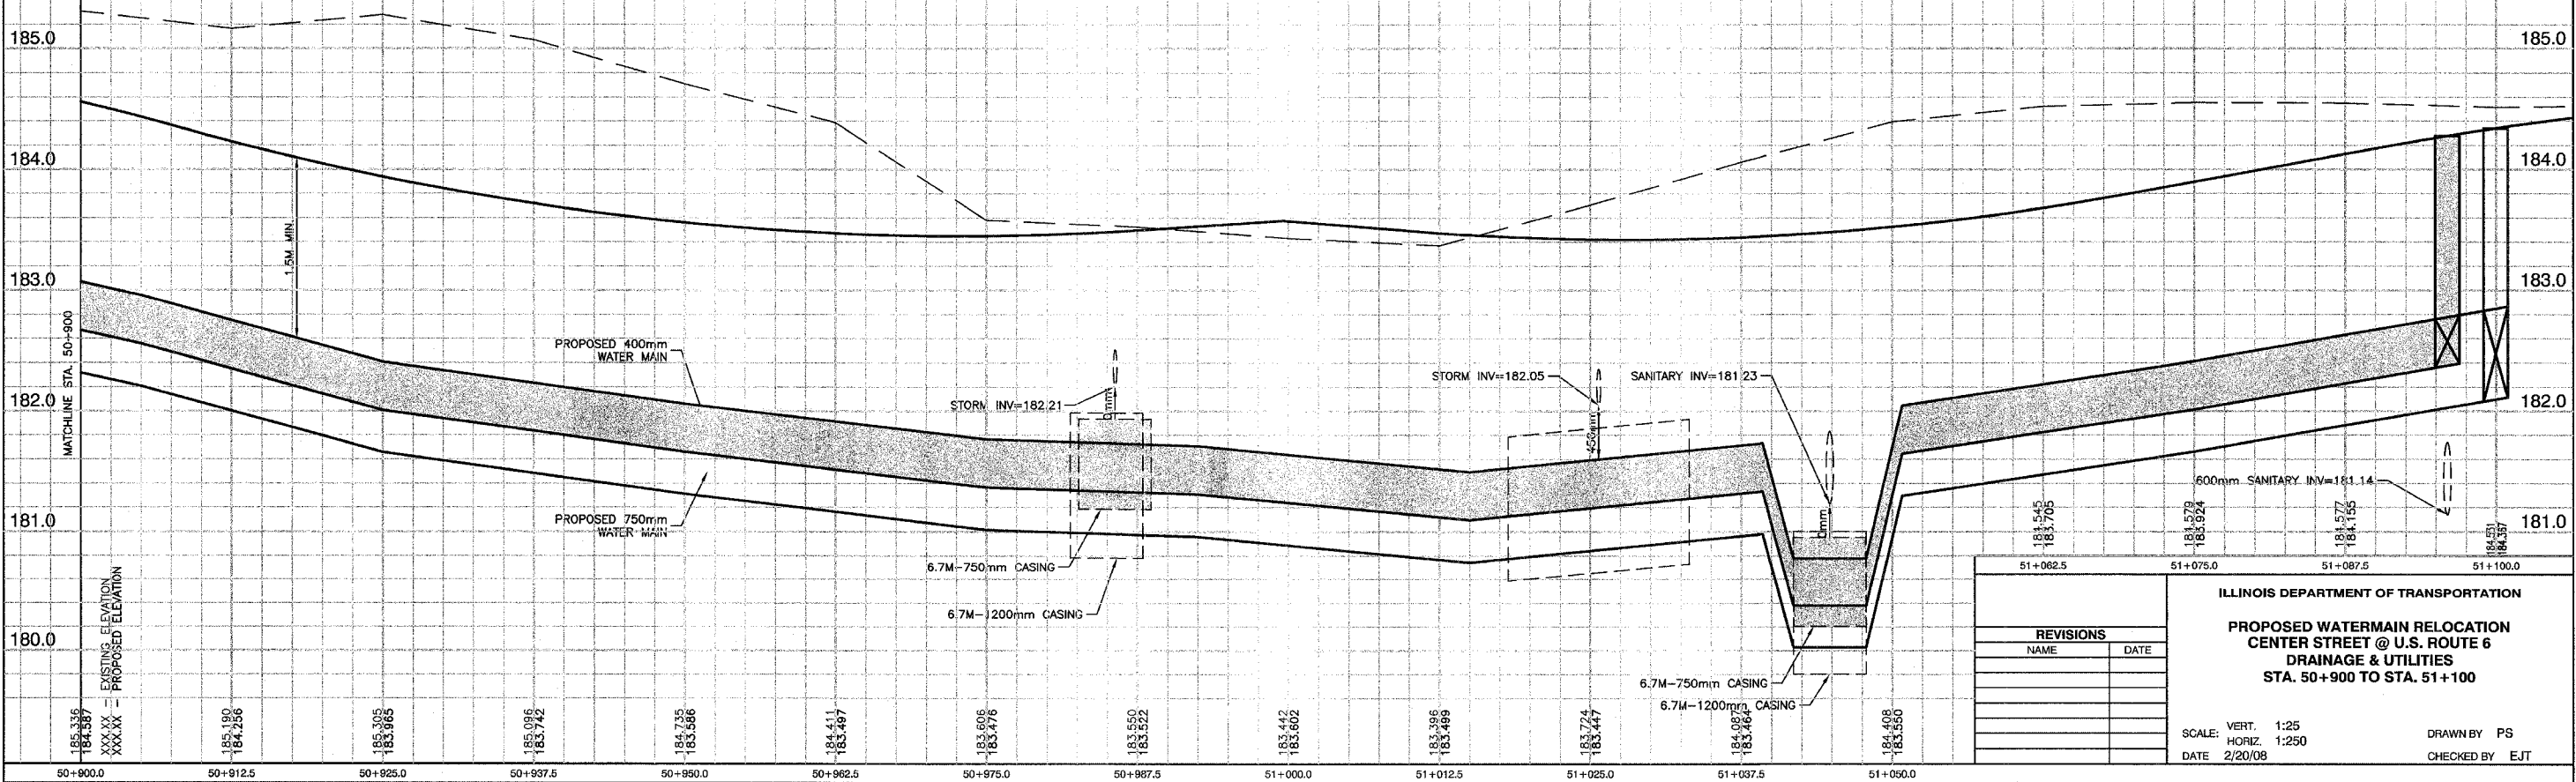 185.0
185.0
184.0
184.0
183.0
183.0
182.0
182.0
181.0
181.0
180.0
MATCHLINE STA. 50+900
1.5M MIN
PROPOSED 400mm
WATER MAIN
PROPOSED 750mm
WATER MAIN
STORM INV=182.21
6.7M-750mm CASING
6.7M-1200mm CASING
STORM INV=182.05
450mm
SANITARY INV=181.23
6.7M-750mm CASING
6.7M-1200mm CASING
600mm SANITARY INV=181.14
XXX.XX - EXISTING ELEVATION
XXX.XX - PROPOSED ELEVATION
185.336
184.587
185.190
184.256
185.305
183.965
185.096
183.742
184.735
183.586
184.411
183.497
183.606
183.476
183.550
183.522
183.442
183.602
183.396
183.499
183.724
183.447
184.087
183.464
184.408
183.550
184.545
183.705
184.579
183.924
184.577
184.155
184.531
184.387
50+900.0
50+912.5
50+925.0
50+937.5
50+950.0
50+962.5
50+975.0
50+987.5
51+000.0
51+012.5
51+025.0
51+037.5
51+050.0
51+062.5
51+075.0
51+087.5
51+100.0
REVISIONS
NAME DATE
ILLINOIS DEPARTMENT OF TRANSPORTATION
PROPOSED WATERMAIN RELOCATION
CENTER STREET @ U.S. ROUTE 6
DRAINAGE & UTILITIES
STA. 50+900 TO STA. 51+100
SCALE: VERT. 1:25
HORIZ. 1:250
DATE 2/20/08
DRAWN BY PS
CHECKED BY EJT